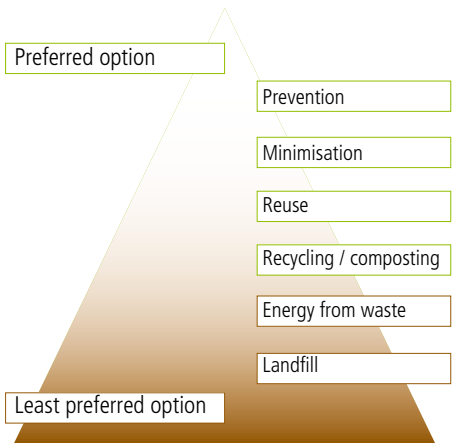 Preferred option
Prevention
Minimisation
Reuse
Recycling / composting
Energy from waste
Landfill
Least preferred option